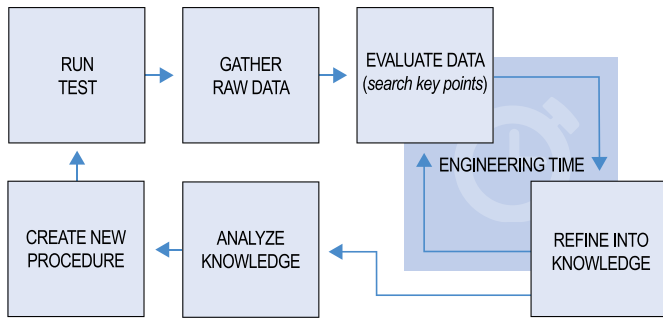 RUN
TEST
GATHER
RAW DATA
EVALUATE DATA
(search key points)
ENGINEERING TIME
CREATE NEW
PROCEDURE
ANALYZE
KNOWLEDGE
REFINE INTO
KNOWLEDGE